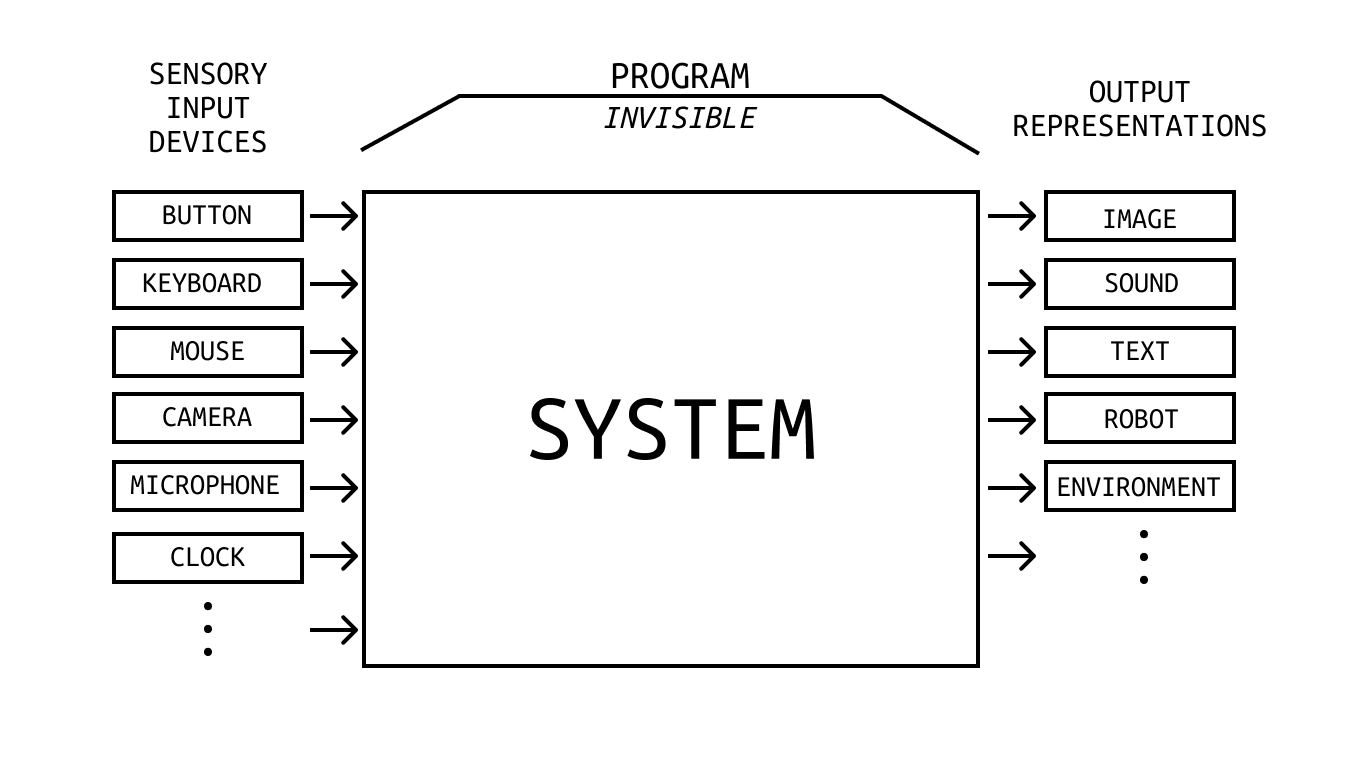 SENSORY
INPUT
DEVICES
PROGRAM
INVISIBLE
OUTPUT
REPRESENTATIONS
BUTTON
KEYBOARD
MOUSE
CAMERA
MICROPHONE
CLOCK
SYSTEM
IMAGE
SOUND
TEXT
ROBOT
ENVIRONMENT